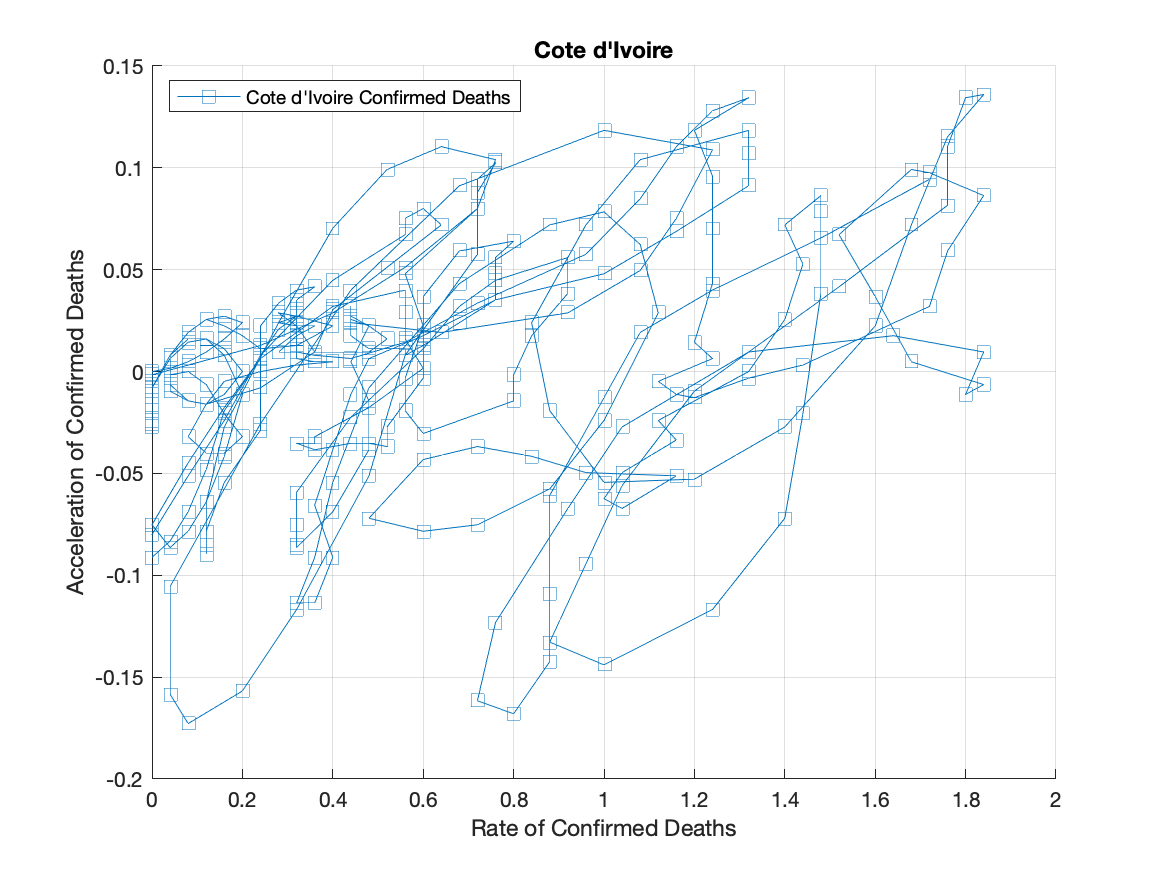 Cote d'Ivoire
Cote d'Ivoire Confirmed Deaths
0.15
0.1
0.05
0
-0.05
-0.1
-0.15
-0.2
Acceleration of Confirmed Deaths
0 0.2 0.4 0.6 0.8 1 1.2 1.4 1.6 1.8 2
Rate of Confirmed Deaths